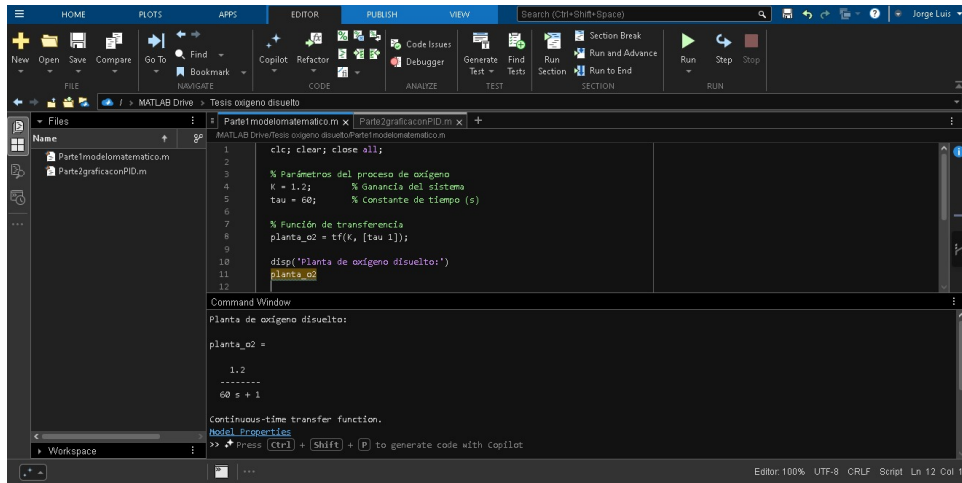 HOME PLOTS APPS EDITOR PUBLISH VIEW Search (Ctrl+Shift+Space) Jorge Luis
New Open Save Compare Go To Find Bookmark Copilot Refactor Code Issues Debugger Generate Test Find Tests Run Section Section Break Run and Advance Run to End Run Step Stop
FILE NAVIGATE CODE ANALYZE TEST SECTION RUN
/ > MATLAB Drive > Tesis oxigeno disuelto
Files
Name
Parte1modelomatematico.m
Parte2graficaconPID.m
Workspace
Parte1modelomatematico.m x Parte2graficaconPID.m x +
/MATLAB Drive/Tesis oxigeno disuelto/Parte1modelomatematico.m
1 clc; clear; close all;
2
3 % Parámetros del proceso de oxígeno
4 K = 1.2; % Ganancia del sistema
5 tau = 60; % Constante de tiempo (s)
6
7 % Función de transferencia
8 planta_o2 = tf(K, [tau 1]);
9
10 disp('Planta de oxígeno disuelto:')
11 planta_o2
12
Command Window
Planta de oxígeno disuelto:
planta_o2 =
1.2
--------
60 s + 1
Continuous-time transfer function.
Model Properties
>> Press Ctrl + Shift + P to generate code with Copilot
Editor: 100% UTF-8 CRLF Script Ln 12 Col 1